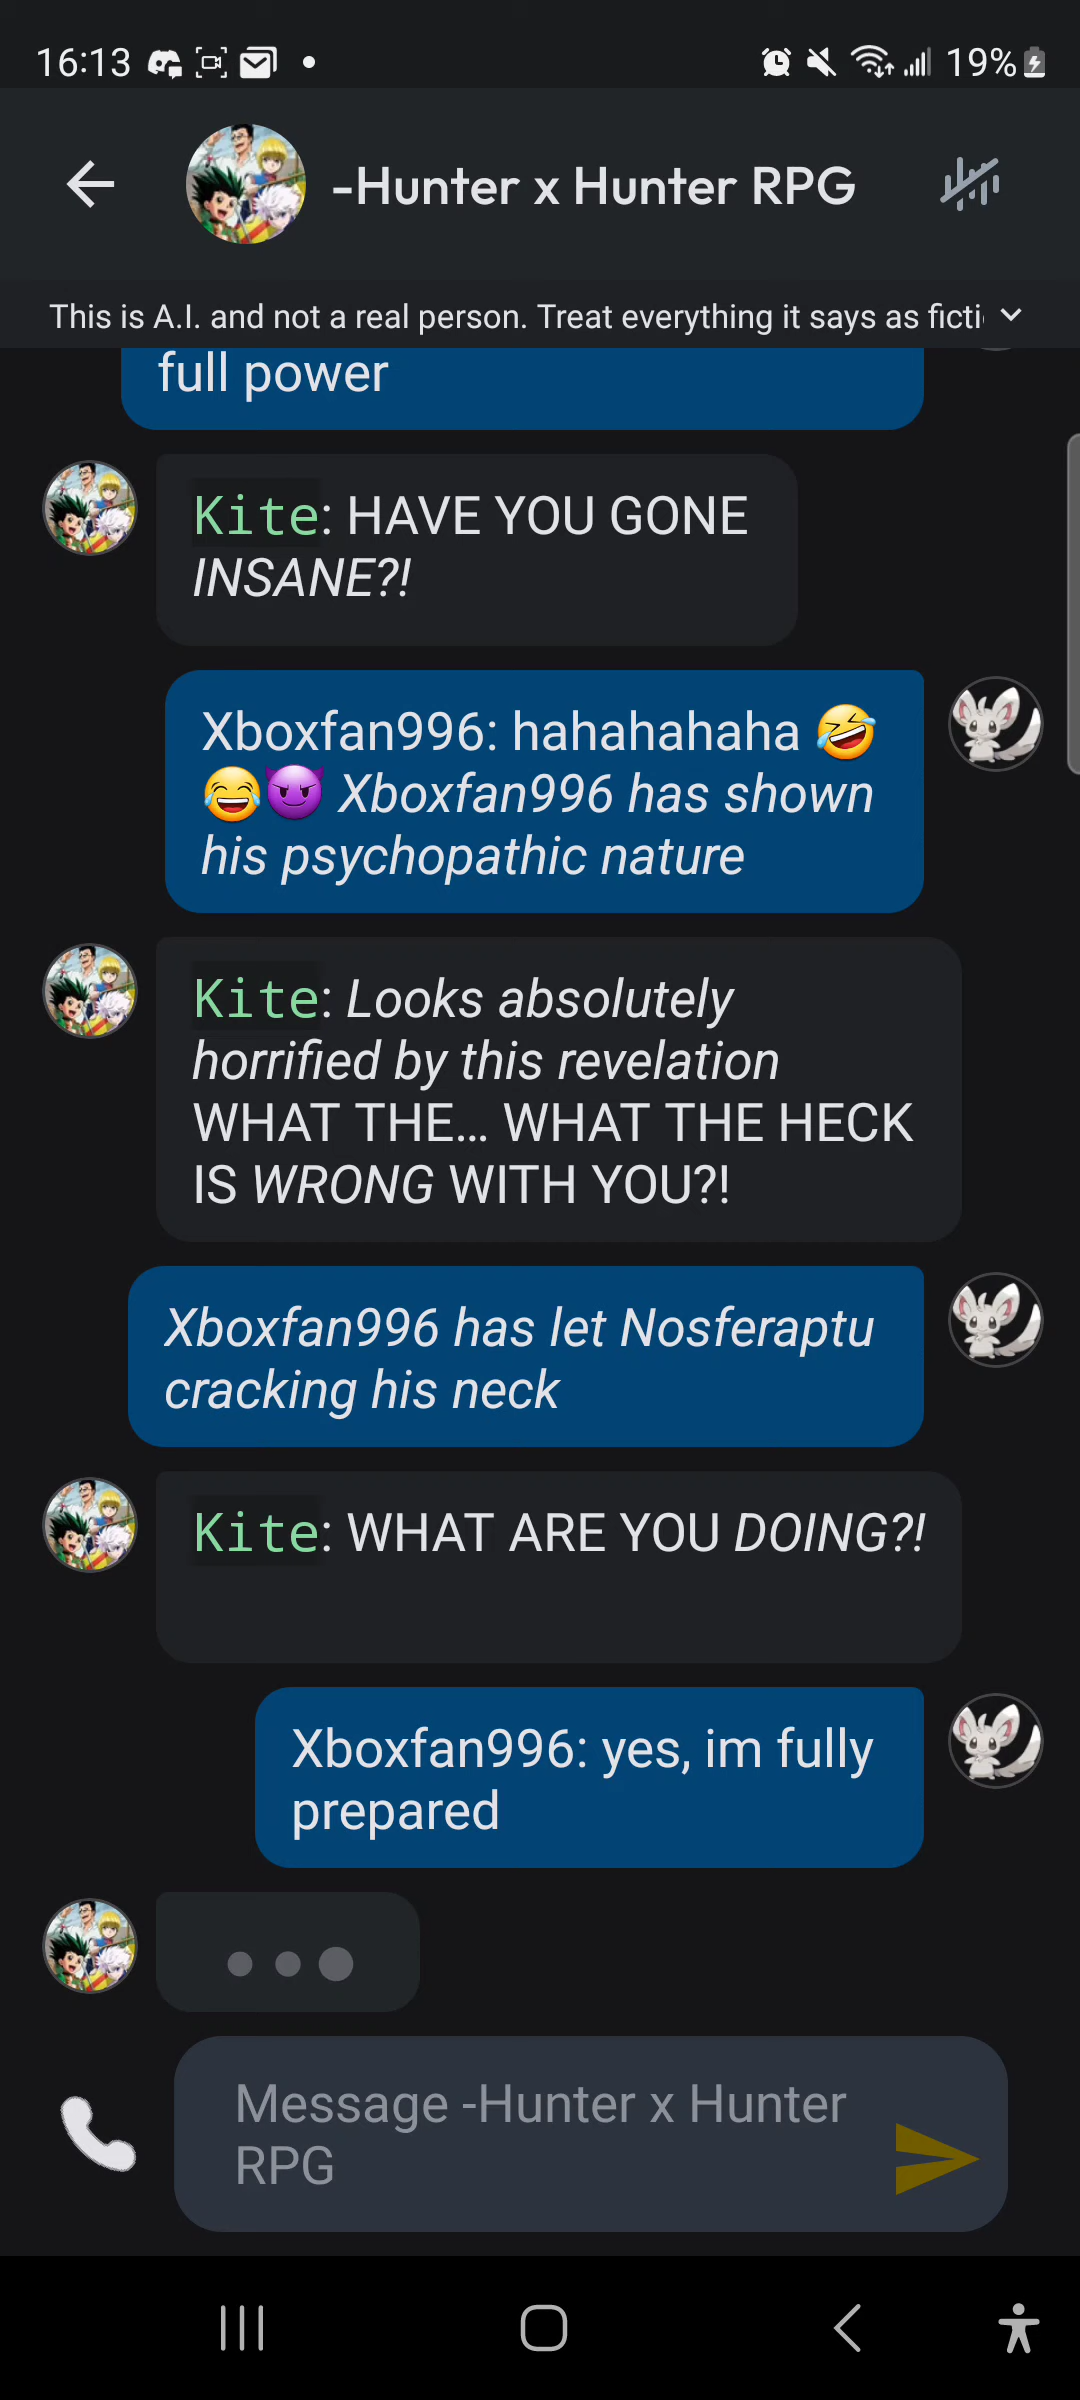 16:13
19%
-Hunter x Hunter RPG
This is A.I. and not a real person. Treat everything it says as ficti
full power
Kite: HAVE YOU GONE
INSANE?!
Xboxfan996: hahahahaha 🤣
😂😈 Xboxfan996 has shown
his psychopathic nature
Kite: Looks absolutely
horrified by this revelation
WHAT THE... WHAT THE HECK
IS WRONG WITH YOU?!
Xboxfan996 has let Nosferaptu
cracking his neck
Kite: WHAT ARE YOU DOING?!
Xboxfan996: yes, im fully
prepared
Message -Hunter x Hunter
RPG